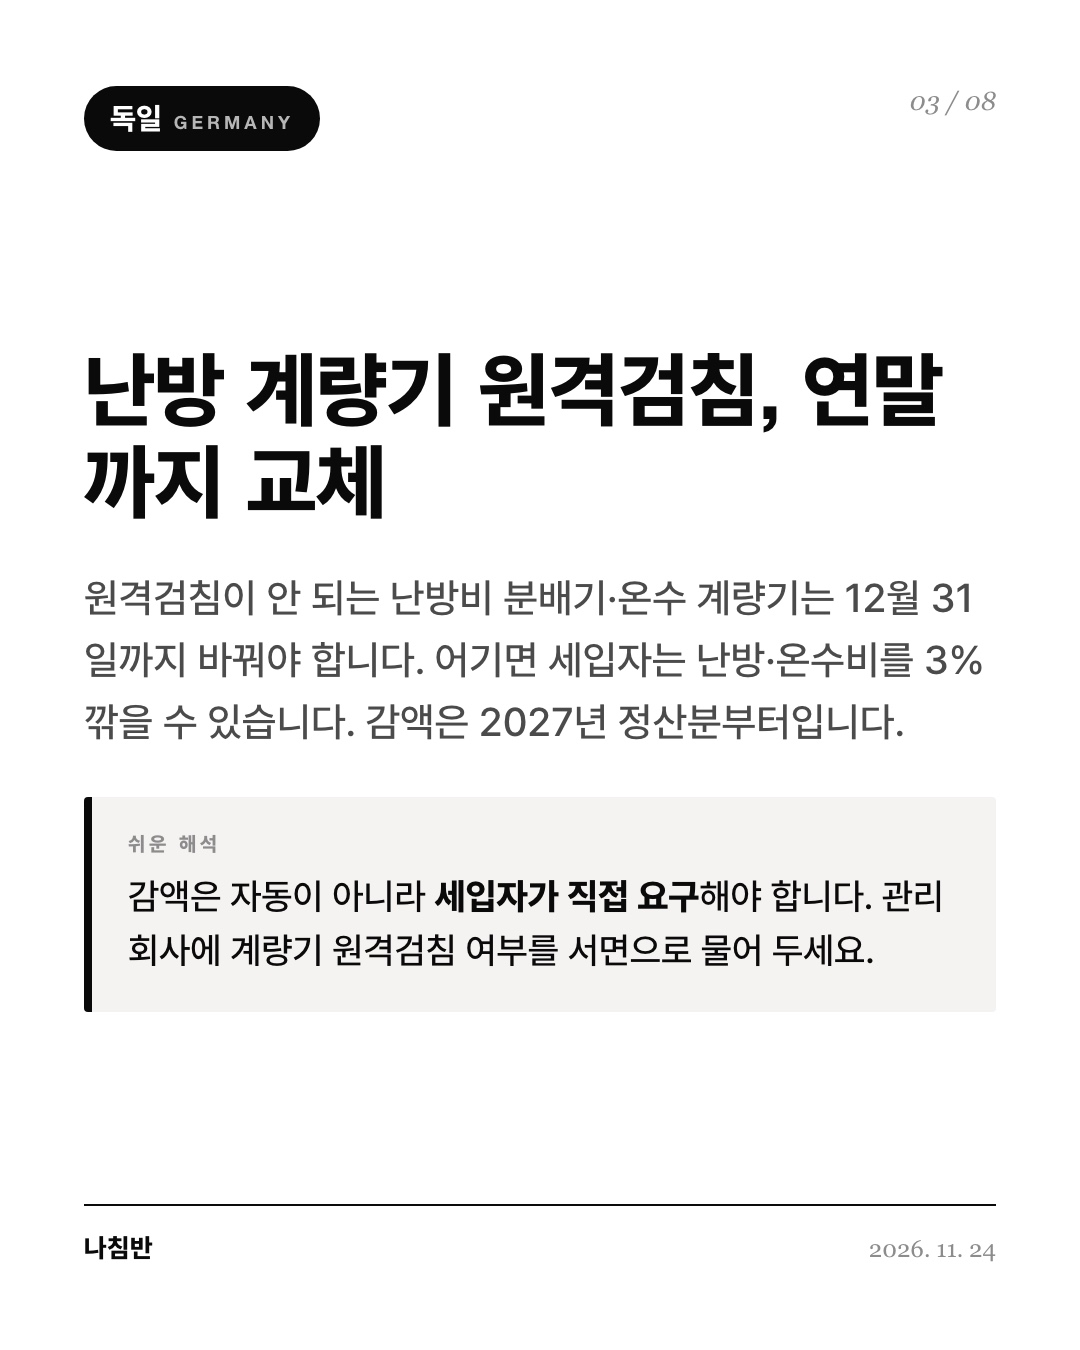 독일 GERMANY
03 / 08
난방 계량기 원격검침, 연말
까지 교체
원격검침이 안 되는 난방비 분배기·온수 계량기는 12월 31
일까지 바꿔야 합니다. 어기면 세입자는 난방·온수비를 3%
깎을 수 있습니다. 감액은 2027년 정산분부터입니다.
쉬운 해석
감액은 자동이 아니라 세입자가 직접 요구해야 합니다. 관리
회사에 계량기 원격검침 여부를 서면으로 물어 두세요.
나침반
2026. 11. 24